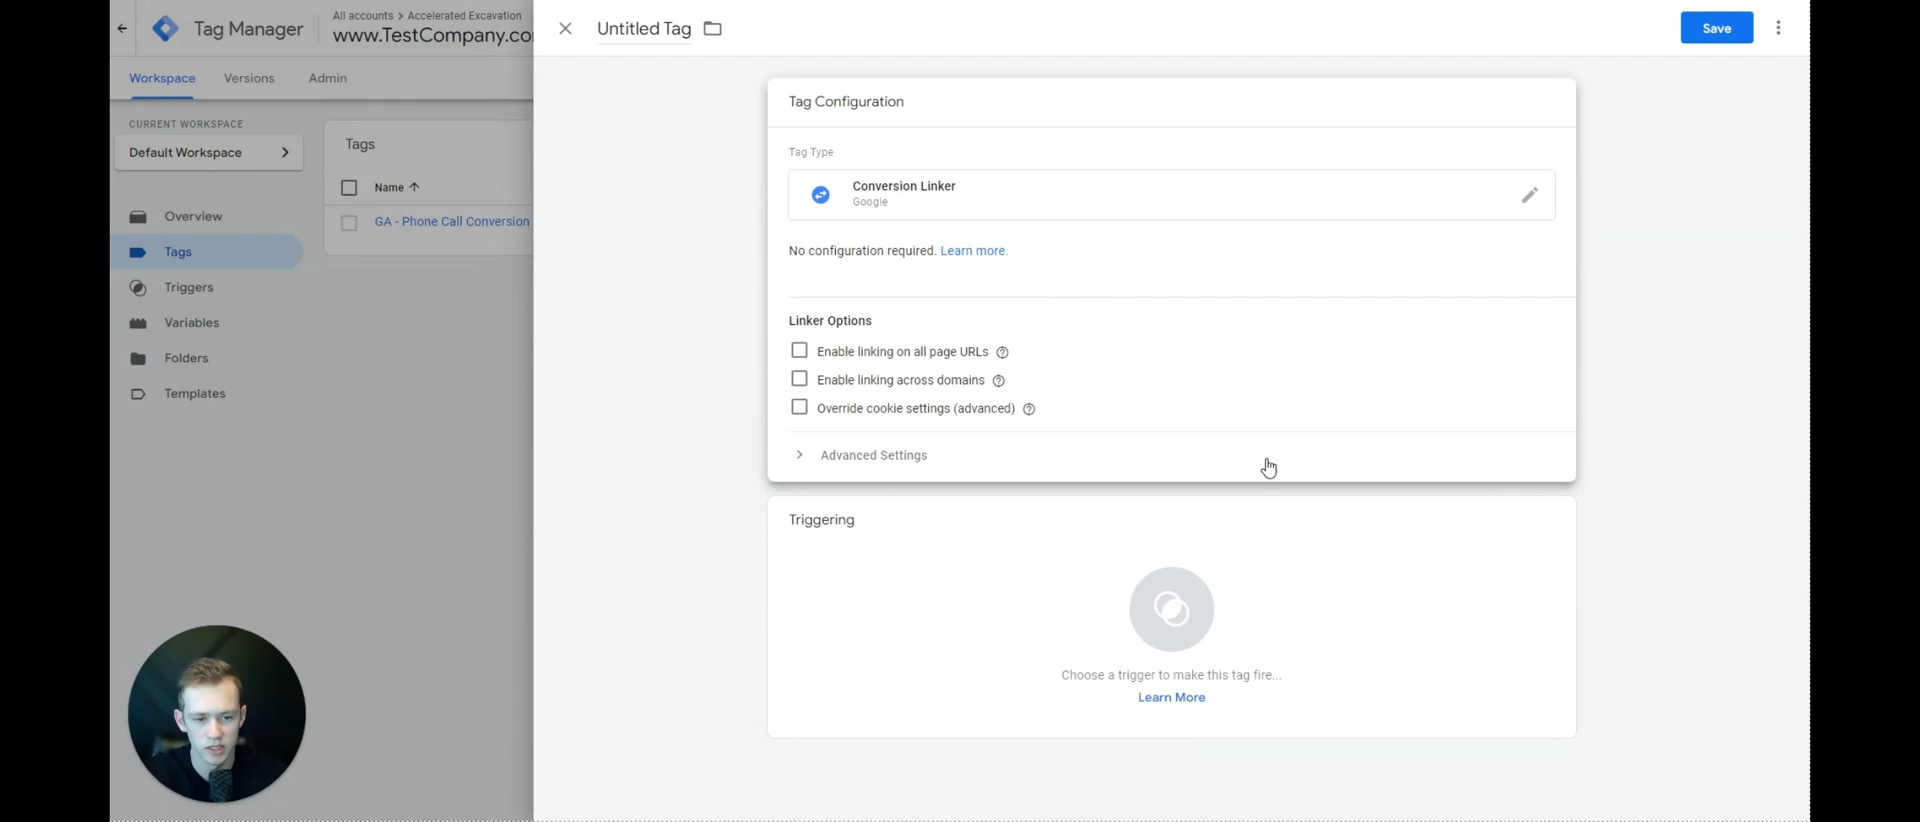 All accounts > Accelerated Excavation
Tag Manager
www.TestCompany.co
Untitled Tag
Save
Workspace
Versions
Admin
CURRENT WORKSPACE
Default Workspace
Overview
Tags
Triggers
Variables
Folders
Templates
Tags
Name
GA - Phone Call Conversion
Tag Configuration
Tag Type
Conversion Linker
Google
No configuration required. Learn more.
Linker Options
Enable linking on all page URLs
Enable linking across domains
Override cookie settings (advanced)
Advanced Settings
Triggering
Choose a trigger to make this tag fire...
Learn More